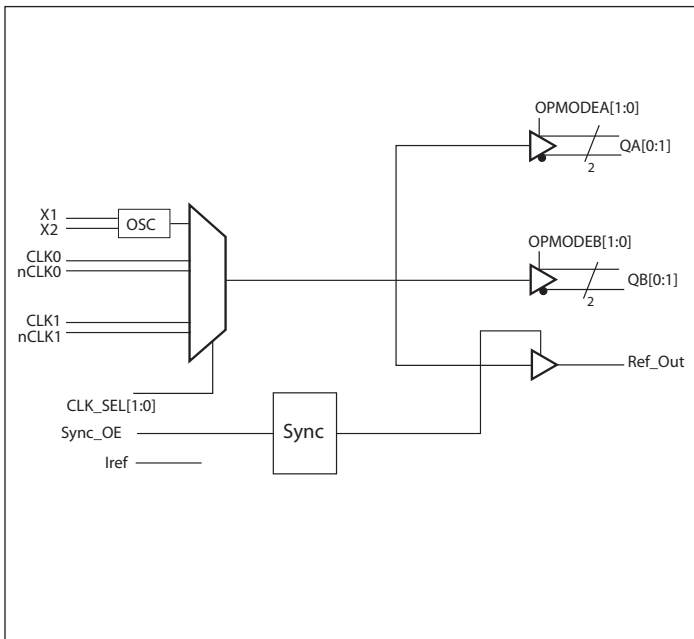 OPMODEA[1:0]
QA[0:1]
2
X1
X2
OSC
CLK0
nCLK0
OPMODEB[1:0]
QB[0:1]
2
CLK1
nCLK1
Ref_Out
CLK_SEL[1:0]
Sync_OE
Sync
Iref